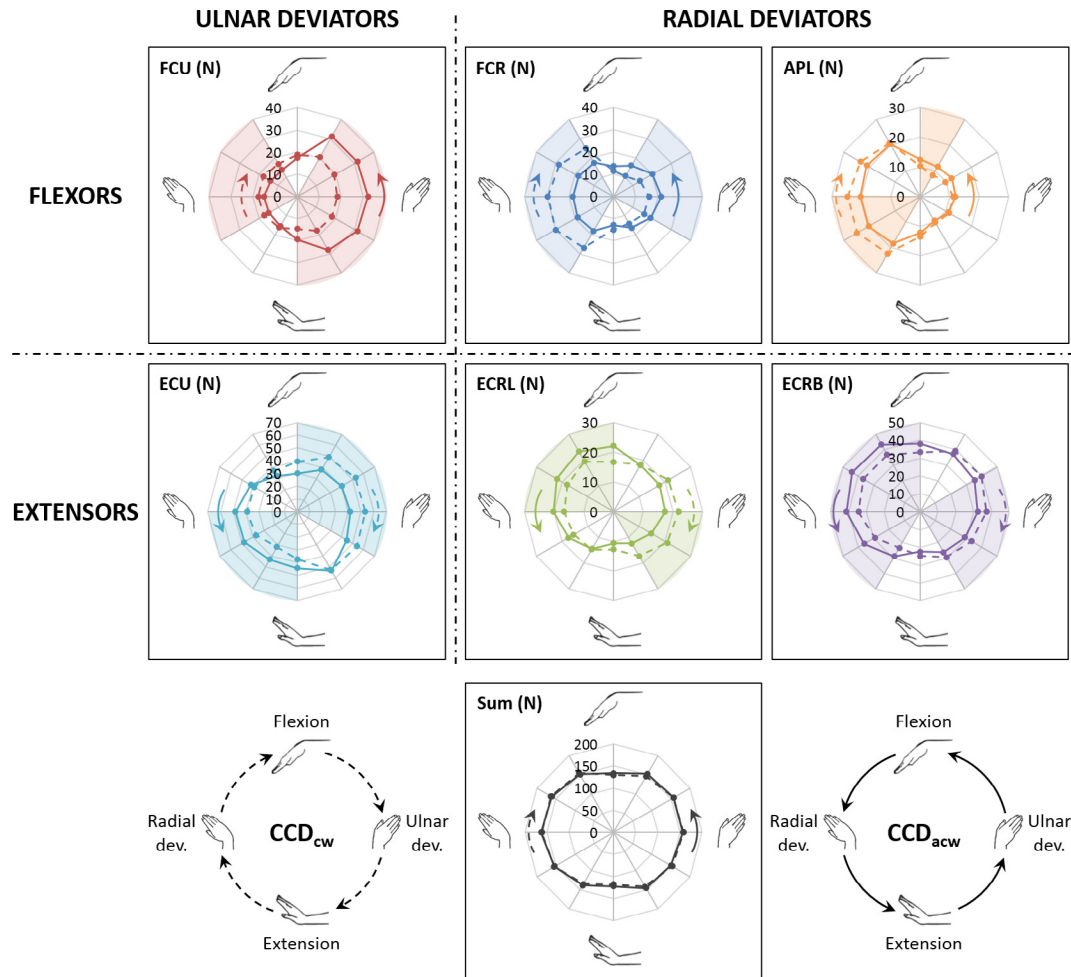 ULNAR DEVIATORS
RADIAL DEVIATORS
FLEXORS
FCU (N)
40
30
20
10
0
FCR (N)
40
30
20
10
0
APL (N)
30
20
10
0
EXTENSORS
ECU (N)
70
60
50
40
30
20
10
0
ECRL (N)
30
20
10
0
ECRB (N)
50
40
30
20
10
0
Flexion
Radial
dev.
CCDcw
Ulnar
dev.
Extension
Sum (N)
200
150
100
50
0
Flexion
Radial
dev.
CCDacw
Ulnar
dev.
Extension